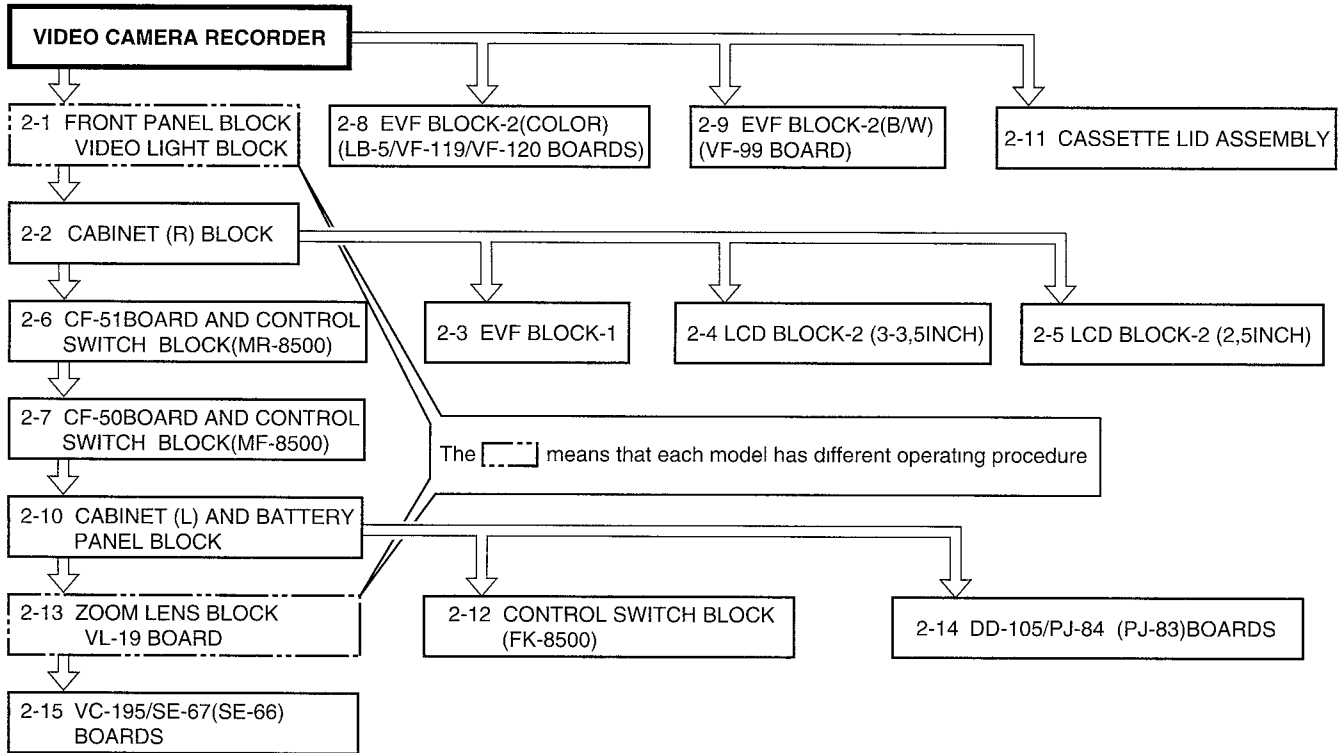 VIDEO CAMERA RECORDER
2-1 FRONT PANEL BLOCK
VIDEO LIGHT BLOCK
2-8 EVF BLOCK-2(COLOR)
(LB-5/VF-119/VF-120 BOARDS)
2-9 EVF BLOCK-2(B/W)
(VF-99 BOARD)
2-11 CASSETTE LID ASSEMBLY
2-2 CABINET (R) BLOCK
2-6 CF-51BOARD AND CONTROL
SWITCH BLOCK(MR-8500)
2-3 EVF BLOCK-1
2-4 LCD BLOCK-2 (3-3,5INCH)
2-5 LCD BLOCK-2 (2,5INCH)
2-7 CF-50BOARD AND CONTROL
SWITCH BLOCK(MF-8500)
The means that each model has different operating procedure
2-10 CABINET (L) AND BATTERY
PANEL BLOCK
2-13 ZOOM LENS BLOCK
VL-19 BOARD
2-12 CONTROL SWITCH BLOCK
(FK-8500)
2-14 DD-105/PJ-84 (PJ-83)BOARDS
2-15 VC-195/SE-67(SE-66)
BOARDS